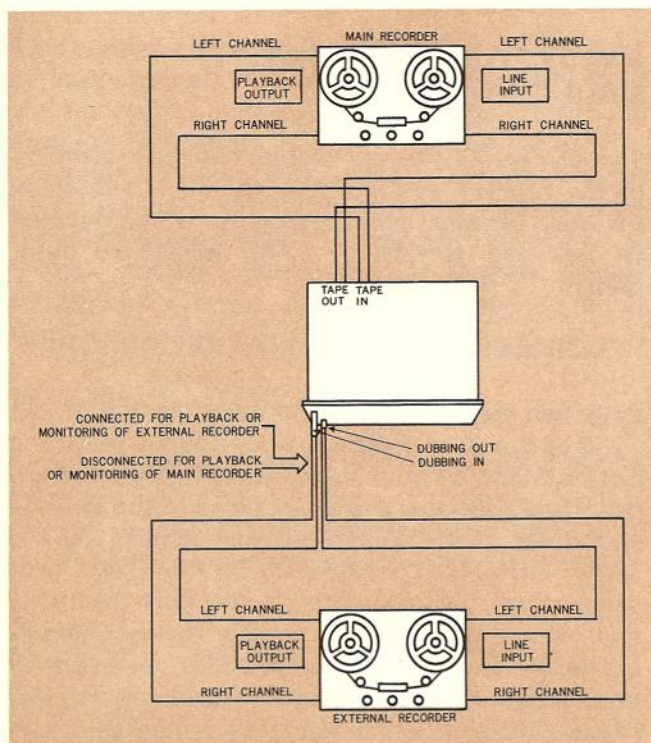 MAIN RECORDER
LEFT CHANNEL
LEFT CHANNEL
PLAYBACK
OUTPUT
LINE
INPUT
RIGHT CHANNEL
RIGHT CHANNEL
TAPE TAPE
OUT IN
CONNECTED FOR PLAYBACK OR
MONITORING OF EXTERNAL RECORDER
DISCONNECTED FOR PLAYBACK
OR MONITORING OF MAIN RECORDER
DUBBING OUT
DUBBING IN
LEFT CHANNEL
LEFT CHANNEL
PLAYBACK
OUTPUT
LINE
INPUT
RIGHT CHANNEL
RIGHT CHANNEL
EXTERNAL RECORDER